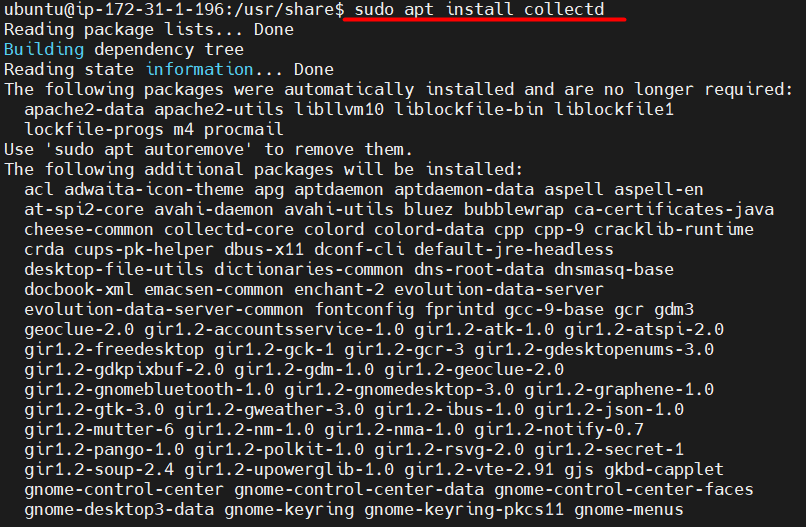 ubuntu@ip-172-31-1-196:/usr/share$ sudo apt install collectd
Reading package lists... Done
Building dependency tree
Reading state information... Done
The following packages were automatically installed and are no longer required:
  apache2-data apache2-utils libllvm10 liblockfile-bin liblockfile1
  lockfile-progs m4 procmail
Use 'sudo apt autoremove' to remove them.
The following additional packages will be installed:
  acl adwaita-icon-theme apg aptdaemon aptdaemon-data aspell aspell-en
  at-spi2-core avahi-daemon avahi-utils bluez bubblewrap ca-certificates-java
  cheese-common collectd-core colord colord-data cpp cpp-9 cracklib-runtime
  crda cups-pk-helper dbus-x11 dconf-cli default-jre-headless
  desktop-file-utils dictionaries-common dns-root-data dnsmasq-base
  docbook-xml emacsen-common enchant-2 evolution-data-server
  evolution-data-server-common fontconfig fprintd gcc-9-base gcr gdm3
  geoclue-2.0 gir1.2-accountsservice-1.0 gir1.2-atk-1.0 gir1.2-atspi-2.0
  gir1.2-freedesktop gir1.2-gck-1 gir1.2-gcr-3 gir1.2-gdesktopenums-3.0
  gir1.2-gdkpixbuf-2.0 gir1.2-gdm-1.0 gir1.2-geoclue-2.0
  gir1.2-gnomebluetooth-1.0 gir1.2-gnomedesktop-3.0 gir1.2-graphene-1.0
  gir1.2-gtk-3.0 gir1.2-gweather-3.0 gir1.2-ibus-1.0 gir1.2-json-1.0
  gir1.2-mutter-6 gir1.2-nm-1.0 gir1.2-nma-1.0 gir1.2-notify-0.7
  gir1.2-pango-1.0 gir1.2-polkit-1.0 gir1.2-rsvg-2.0 gir1.2-secret-1
  gir1.2-soup-2.4 gir1.2-upowerglib-1.0 gir1.2-vte-2.91 gjs gkbd-capplet
  gnome-control-center gnome-control-center-data gnome-control-center-faces
  gnome-desktop3-data gnome-keyring gnome-keyring-pkcs11 gnome-menus